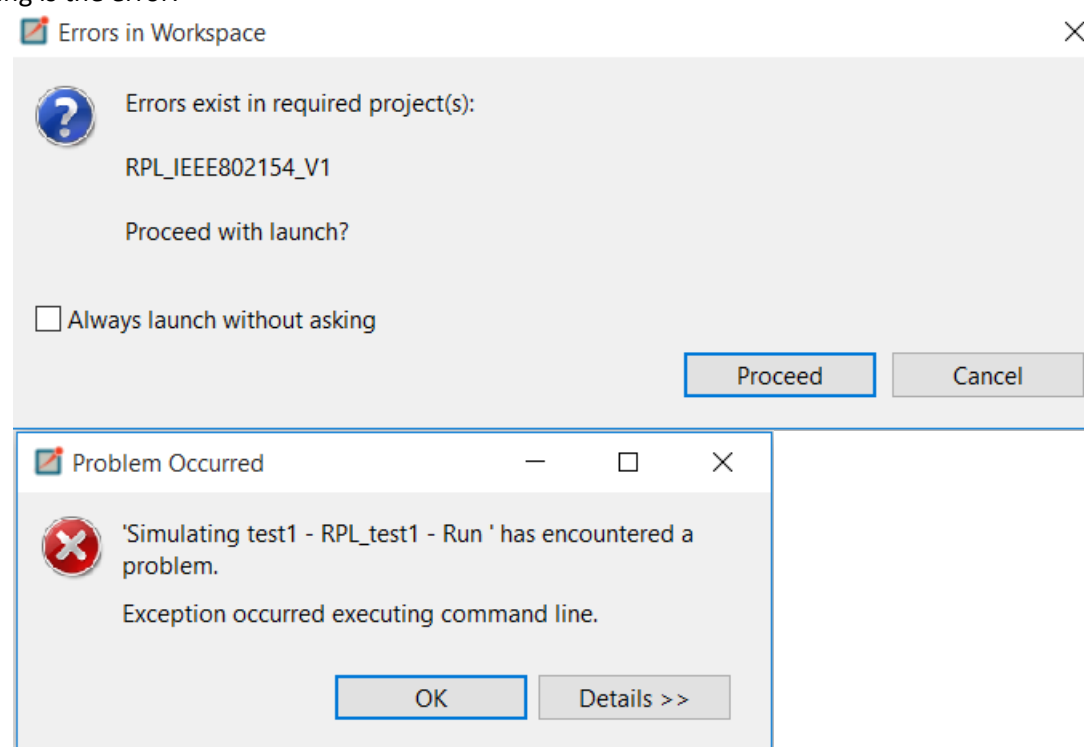 Errors in Workspace
Errors exist in required project(s):
RPL_IEEE802154_V1
Proceed with launch?
Always launch without asking
Proceed Cancel
Problem Occurred
'Simulating test1 - RPL_test1 - Run ' has encountered a
problem.
Exception occurred executing command line.
OK Details >>